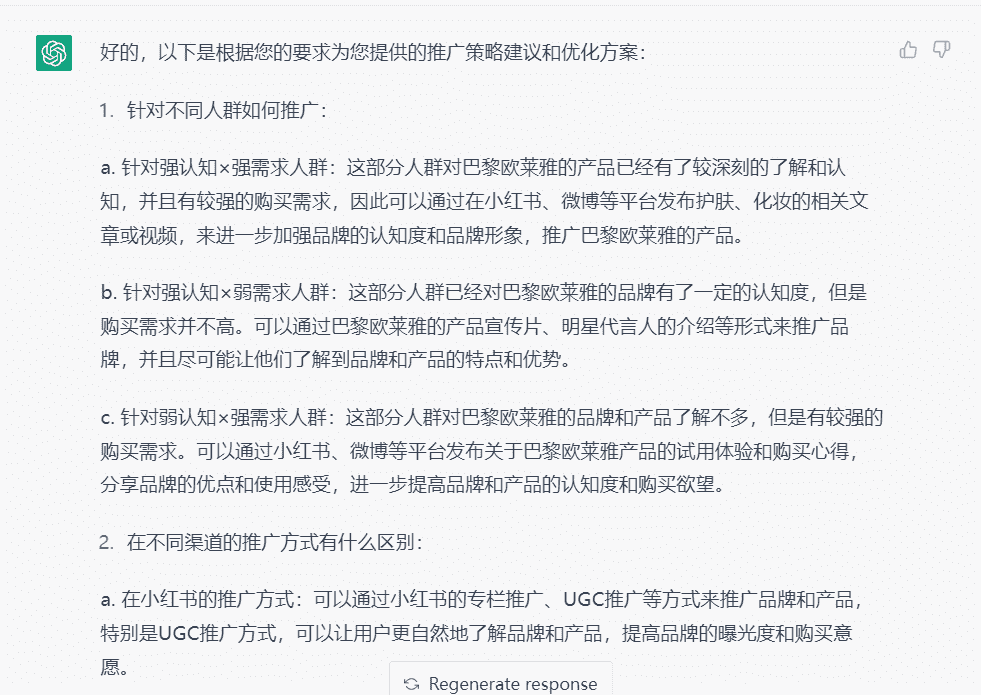 好的，以下是根据您的要求为您提供的推广策略建议和优化方案：
1. 针对不同人群如何推广：
a. 针对强认知×强需求人群：这部分人群对巴黎欧莱雅的产品已经有了较深刻的了解和认
知，并且有较强的购买需求，因此可以通过在小红书、微博等平台发布护肤、化妆的相关文
章或视频，来进一步加强品牌的认知度和品牌形象，推广巴黎欧莱雅的产品。
b. 针对强认知×弱需求人群：这部分人群已经对巴黎欧莱雅的品牌有了一定的认知度，但是
购买需求并不高。可以通过巴黎欧莱雅的产品宣传片、明星代言人的介绍等形式来推广品
牌，并且尽可能让他们了解到品牌和产品的特点和优势。
c. 针对弱认知×强需求人群：这部分人群对巴黎欧莱雅的品牌和产品了解不多，但是有较强的
购买需求。可以通过小红书、微博等平台发布关于巴黎欧莱雅产品的试用体验和购买心得，
分享品牌的优点和使用感受，进一步提高品牌和产品的认知度和购买欲望。
2. 在不同渠道的推广方式有什么区别：
a. 在小红书的推广方式：可以通过小红书的专栏推广、UGC推广等方式来推广品牌和产品，
特别是UGC推广方式，可以让用户更自然地了解品牌和产品，提高品牌的曝光度和购买意
愿。
Regenerate response